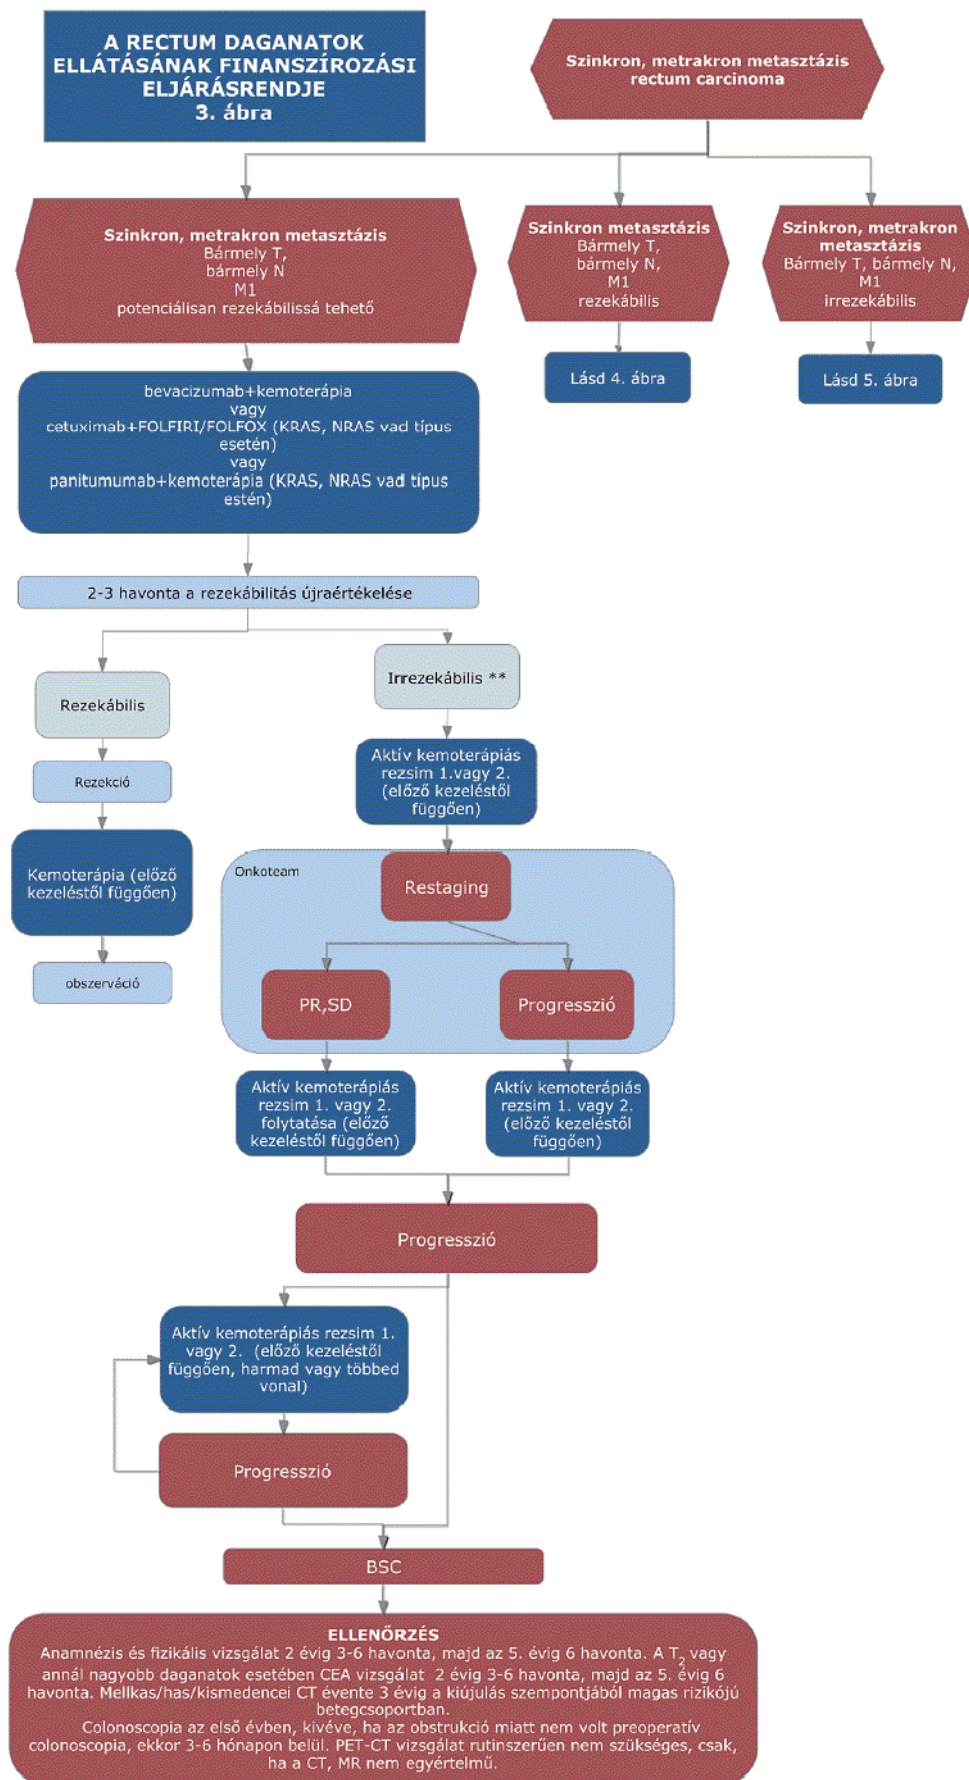 A RECTUM DAGANATOK
ELLÁTÁSÁNAK FINANSZÍROZÁSI
ELJÁRÁSRENDJE
3. ábra
Szinkron, metrakron metasztázis
rectum carcinoma
Szinkron, metrakron metasztázis
Bármely T,
bármely N
M1
potenciálisan rezekábilissá tehető
Szinkron metasztázis
Bármely T,
bármely N,
M1
rezekábilis
Szinkron, metrakron
metasztázis
Bármely T, bármely N,
M1
irrezekábilis
Lásd 4. ábra
Lásd 5. ábra
bevacizumab+kemoterápia
vagy
cetuximab+FOLFIRI/FOLFOX (KRAS, NRAS vad típus
esetén)
vagy
panitumumab+kemoterápia (KRAS, NRAS vad típus
estén)
2-3 havonta a rezekábilitás újraértékelése
Rezekábilis
Irrezekábilis **
Rezekció
Aktív kemoterápiás
rezsim 1.vagy 2.
(előző kezeléstől
függően)
Kemoterápia (előző
kezeléstől függően)
obszerváció
Onkoteam
Restaging
PR,SD
Progresszió
Aktív kemoterápiás
rezsim 1. vagy 2.
folytatása (előző
kezeléstől függően)
Aktív kemoterápiás
rezsim 1. vagy 2.
(előző kezeléstől
függően)
Progresszió
Aktív kemoterápiás rezsim 1.
vagy 2. (előző kezeléstől
függően, harmad vagy többed
vonal)
Progresszió
BSC
ELLENŐRZÉS
Anamnézis és fizikális vizsgálat 2 évig 3-6 havonta, majd az 5. évig 6 havonta. A T2 vagy
annál nagyobb daganatok esetében CEA vizsgálat 2 évig 3-6 havonta, majd az 5. évig 6
havonta. Mellkas/has/kismedencei CT évente 3 évig a kiújulás szempontjából magas rizikójú
betegcsoportban.
Colonoscopia az első évben, kivéve, ha az obstrukció miatt nem volt preoperatív
colonoscopia, ekkor 3-6 hónapon belül. PET-CT vizsgálat rutinszerűen nem szükséges, csak,
ha a CT, MR nem egyértelmű.